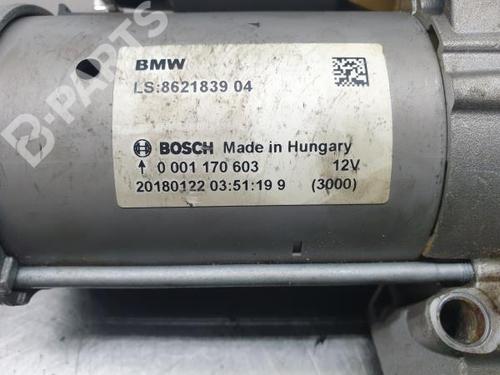 B-PARTS
BMW
LS:8621839 04
BOSCH Made in Hungary
↑ 0 001 170 603 12V
20180122 03:51:19 9 (3000)